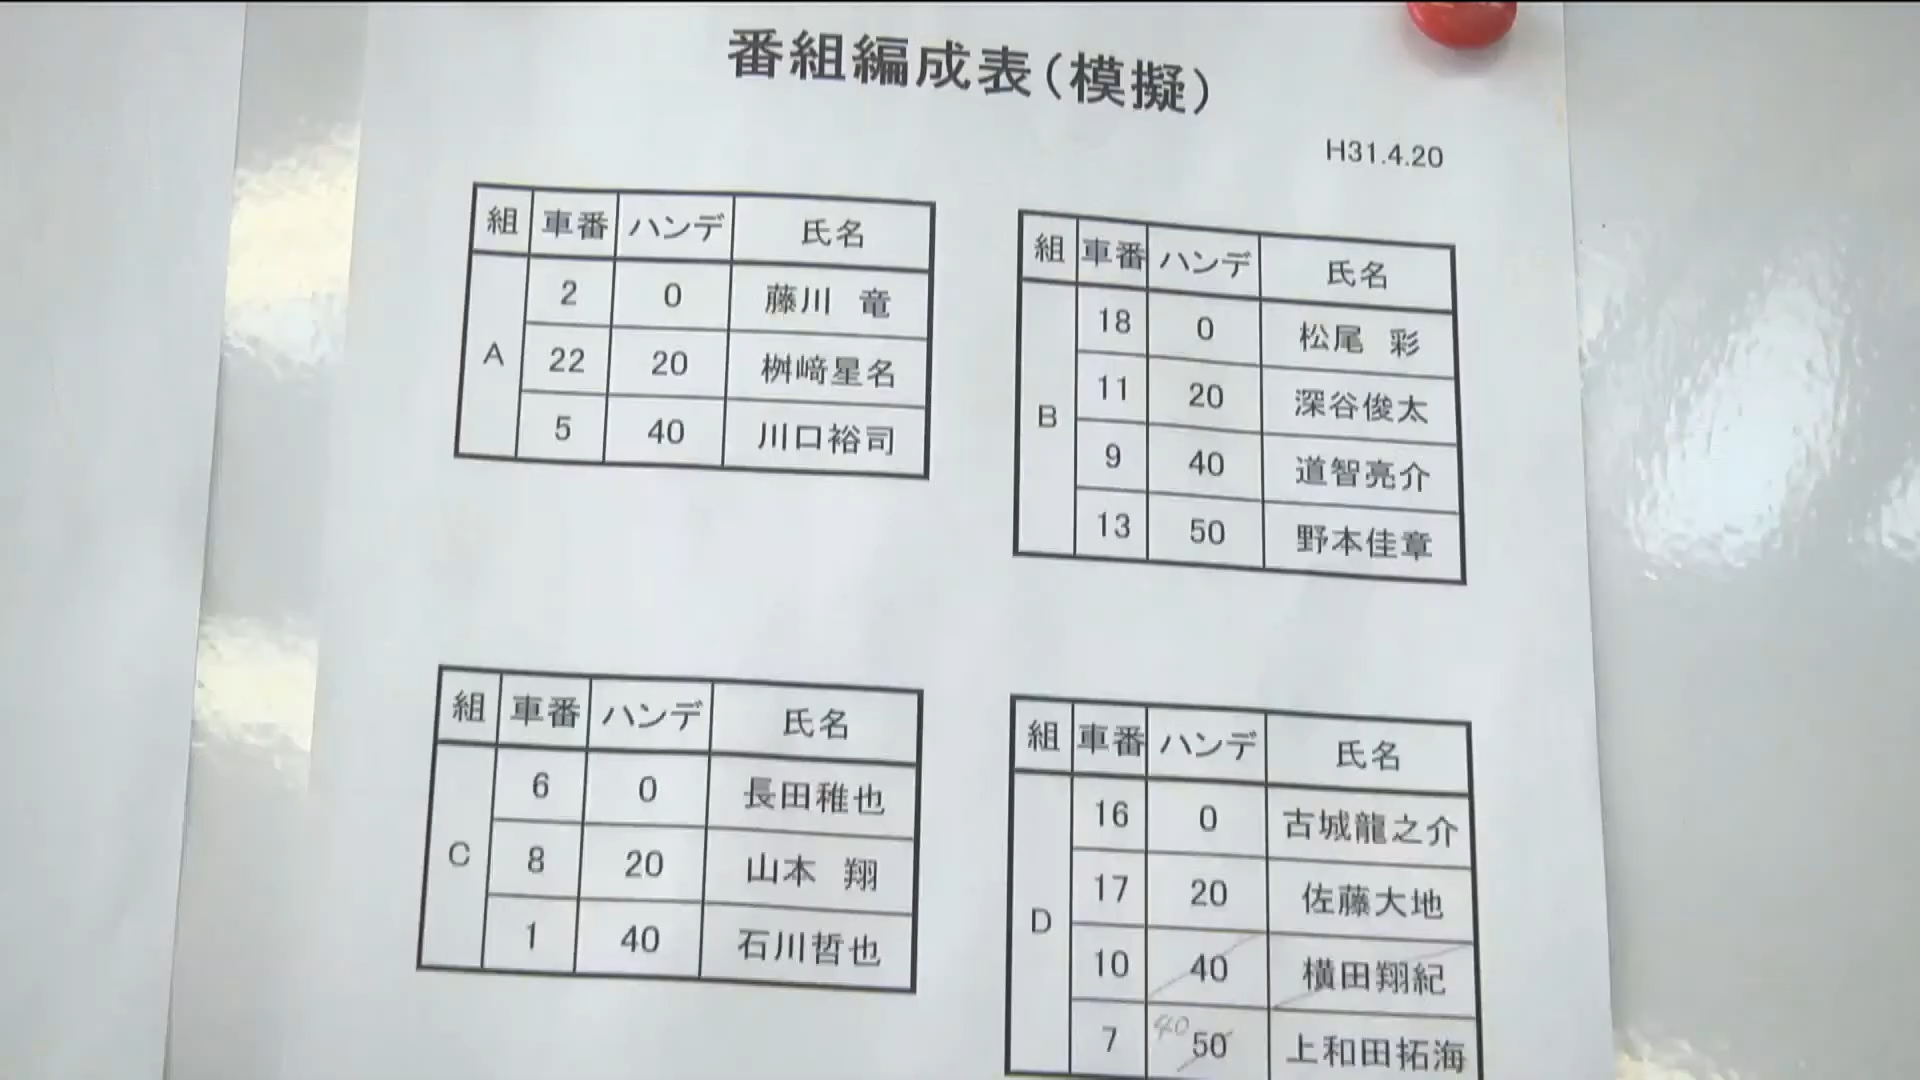 番組編成表(模擬)
H31.4.20
組 車番 ハンデ 氏名
A
2 0 藤川 竜
22 20 桝﨑星名
5 40 川口裕司
組 車番 ハンデ 氏名
B
18 0 松尾 彩
11 20 深谷俊太
9 40 道智亮介
13 50 野本佳章
組 車番 ハンデ 氏名
C
6 0 長田稚也
8 20 山本 翔
1 40 石川哲也
組 車番 ハンデ 氏名
D
16 0 古城龍之介
17 20 佐藤大地
10 40 横田翔紀
7 40 50 上和田拓海